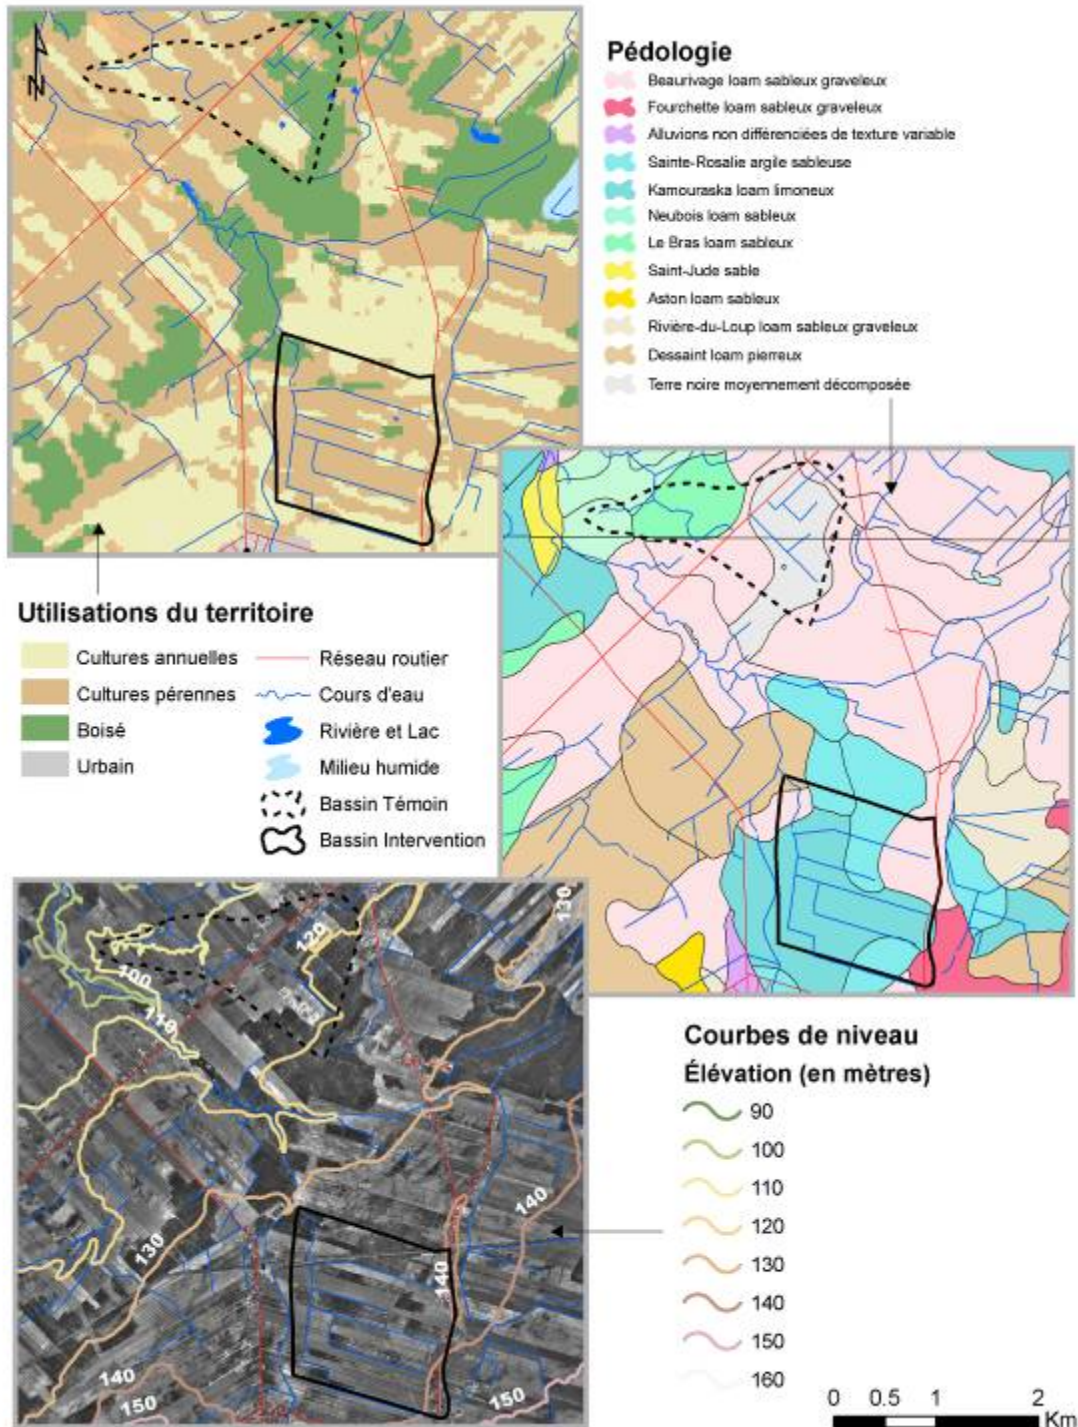 Pédologie
Beaurivage loam sableux graveleux
Fourchette loam sableux graveleux
Alluvions non différenciées de texture variable
Sainte-Rosalie argile sableuse
Kamouraska loam limoneux
Neubois loam sableux
Le Bras loam sableux
Saint-Jude sable
Aston loam sableux
Rivière-du-Loup loam sableux graveleux
Dessaint loam pierreux
Terre noire moyennement décomposée
Utilisations du territoire
Cultures annuelles
Cultures pérennes
Boisé
Urbain
Réseau routier
Cours d'eau
Rivière et Lac
Milieu humide
Bassin Témoin
Bassin Intervention
130
120
100
110
130
140
140
140
150
150
Courbes de niveau
Élévation (en mètres)
90
100
110
120
130
140
150
160
0 0.5 1 2
Km